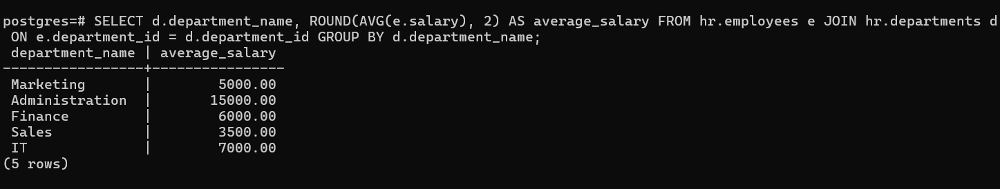 postgres=# SELECT d.department_name, ROUND(AVG(e.salary), 2) AS average_salary FROM hr.employees e JOIN hr.departments d
 ON e.department_id = d.department_id GROUP BY d.department_name;
 department_name | average_salary
-----------------+----------------
 Marketing       |        5000.00
 Administration  |       15000.00
 Finance         |        6000.00
 Sales           |        3500.00
 IT              |        7000.00
(5 rows)